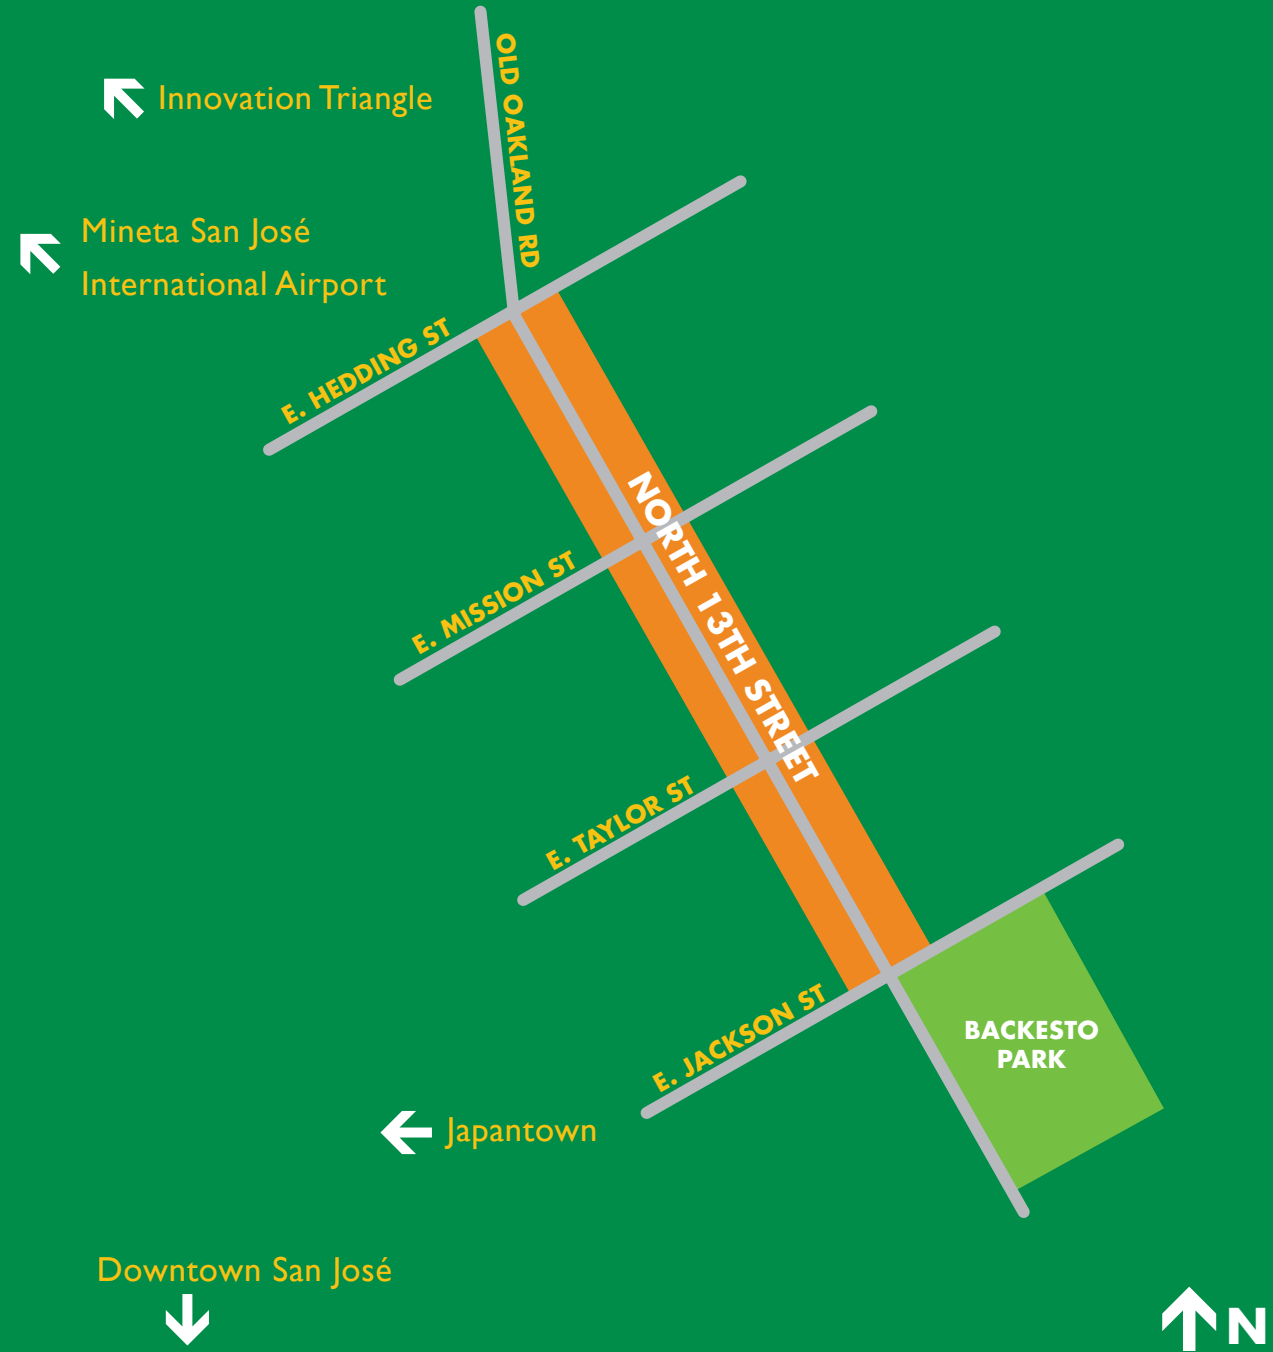 OLD OAKLAND RD
Innovation Triangle
Mineta San José
International Airport
E. HEDDING ST
NORTH 13TH STREET
E. MISSION ST
E. TAYLOR ST
E. JACKSON ST
BACKESTO
PARK
Japantown
Downtown San José
N